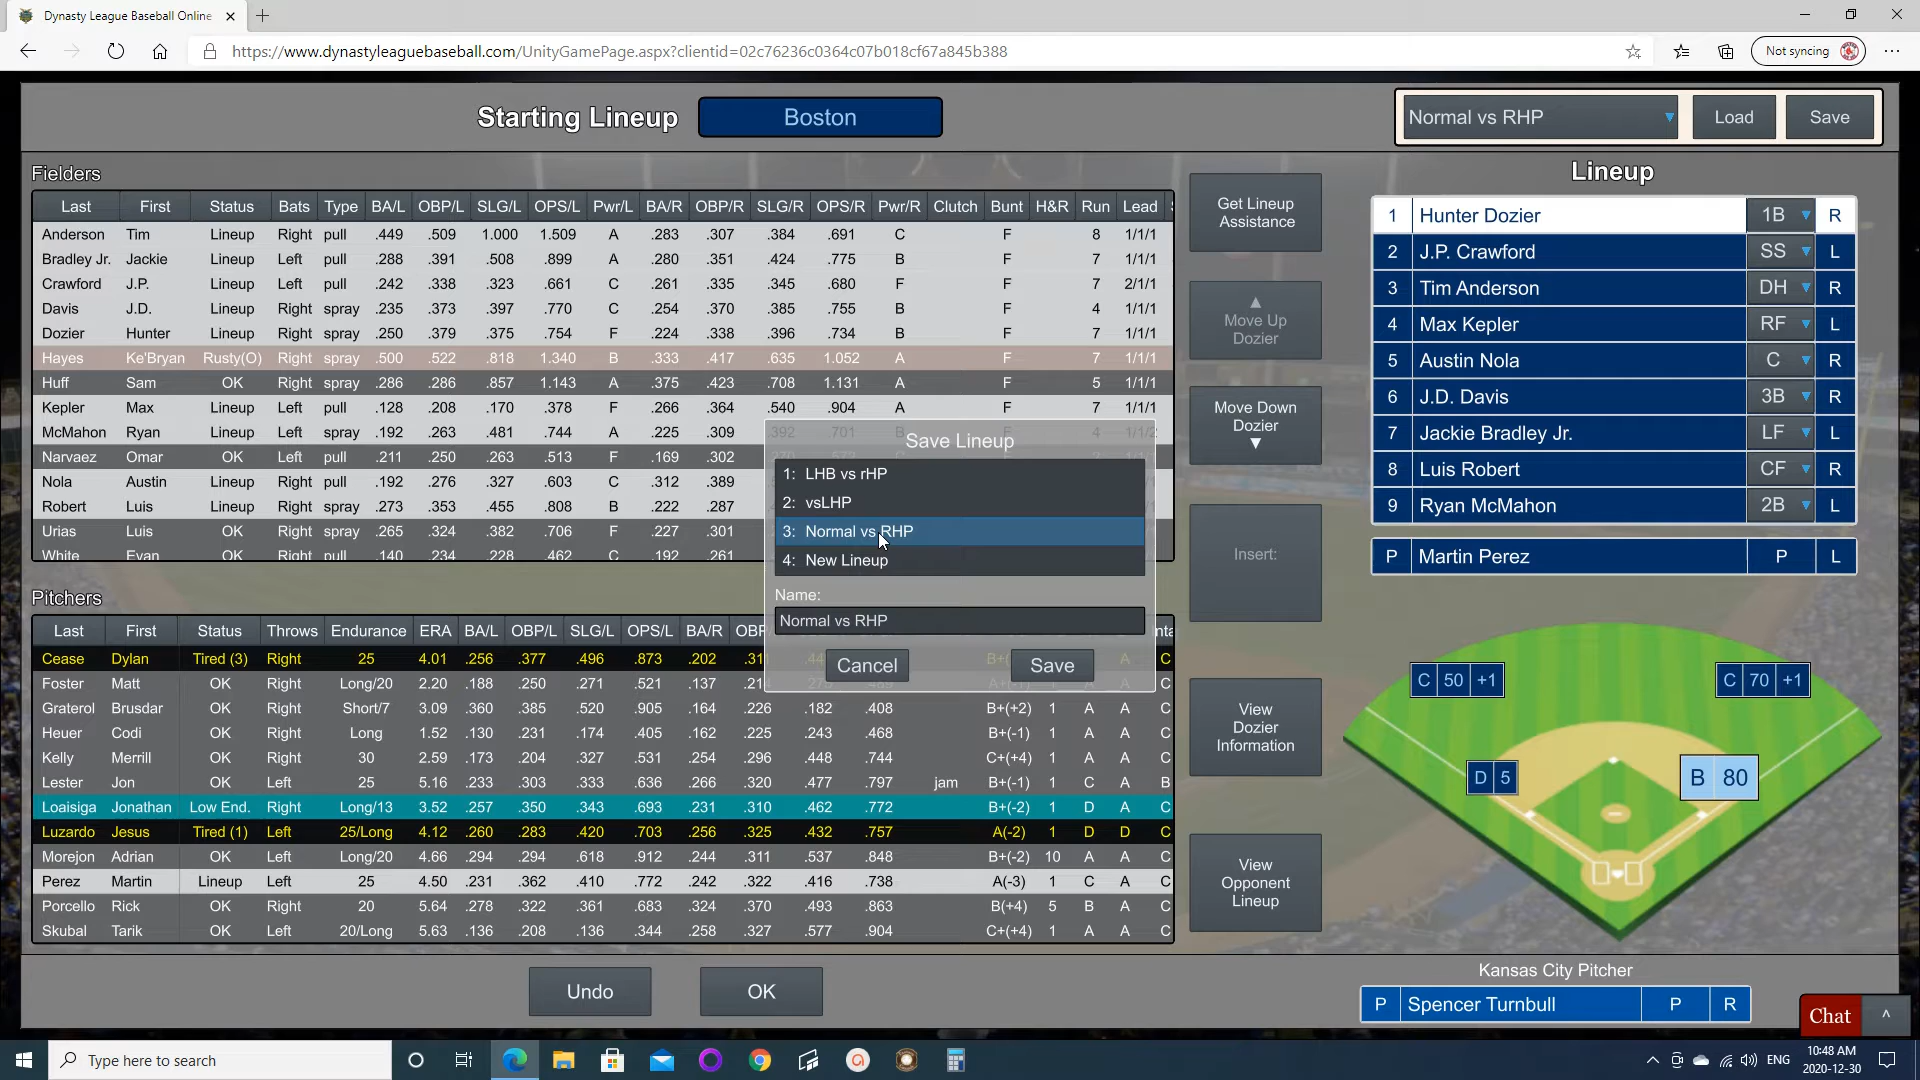 Dynasty League Baseball Online
https://www.dynastyleaguebaseball.com/UnityGamePage.aspx?clientid=02c76236c0364c07b018cf67a845b388
Not syncing
Starting Lineup
Boston
Normal vs RHP
Load
Save
Fielders
Last First Status Bats Type BA/L OBP/L SLG/L OPS/L Pwr/L BA/R OBP/R SLG/R OPS/R Pwr/R Clutch Bunt H&R Run Lead
Anderson Tim Lineup Right pull .449 .509 1.000 1.509 A .283 .307 .384 .691 C F 8 1/1/1
Bradley Jr. Jackie Lineup Left pull .288 .391 .508 .899 A .280 .351 .424 .775 B F 7 1/1/1
Crawford J.P. Lineup Left pull .242 .338 .323 .661 C .261 .335 .345 .680 F F 7 2/1/1
Davis J.D. Lineup Right spray .235 .373 .397 .770 C .254 .370 .385 .755 B F 4 1/1/1
Dozier Hunter Lineup Right spray .250 .379 .375 .754 F .224 .338 .396 .734 B F 7 1/1/1
Hayes Ke'Bryan Rusty(O) Right spray .500 .522 .818 1.340 B .333 .417 .635 1.052 A F 7 1/1/1
Huff Sam OK Right spray .286 .286 .857 1.143 A .375 .423 .708 1.131 A F 5 1/1/1
Kepler Max Lineup Left pull .128 .208 .170 .378 F .266 .364 .540 .904 A F 7 1/1/1
McMahon Ryan Lineup Left spray .192 .263 .481 .744 A .225 .309 .392 .701 B F 4 1/1/2
Narvaez Omar OK Left pull .211 .250 .263 .513 F .169 .302
Nola Austin Lineup Right spray .192 .276 .327 .603 C .312 .389
Robert Luis Lineup Right spray .273 .353 .455 .808 B .222 .287
Urias Luis OK Right spray .265 .324 .382 .706 F .227 .301
White Evan OK Right pull .140 .234 .228 .462 C .192 .261
Pitchers
Last First Status Throws Endurance ERA BA/L OBP/L SLG/L OPS/L BA/R
Cease Dylan Tired (3) Right 25 4.01 .256 .377 .496 .873 .202 .311 A C
Foster Matt OK Right Long/20 2.20 .188 .250 .271 .521 .137 .214 A C
Graterol Brusdar OK Right Short/7 3.09 .360 .385 .520 .905 .164 .226 .182 .408 B+(+2) 1 A A C
Heuer Codi OK Right Long 1.52 .130 .231 .174 .405 .162 .225 .243 .468 B+(-1) 1 A A C
Kelly Merrill OK Right 30 2.59 .173 .204 .327 .531 .254 .296 .448 .744 C+(+4) 1 A A C
Lester Jon OK Left 25 5.16 .233 .303 .333 .636 .266 .320 .477 .797 jam B+(-1) 1 C A B
Loaisiga Jonathan Low End. Right Long/13 3.52 .257 .350 .343 .693 .231 .310 .462 .772 B+(-2) 1 D A C
Luzardo Jesus Tired (1) Left 25/Long 4.12 .260 .283 .420 .703 .256 .325 .432 .757 A(-2) 1 D D C
Morejon Adrian OK Left Long/20 4.66 .294 .294 .618 .912 .244 .311 .537 .848 B+(-2) 10 A A C
Perez Martin Lineup Left 25 4.50 .231 .362 .410 .772 .242 .322 .416 .738 A(-3) 1 C A C
Porcello Rick OK Right 20 5.64 .278 .322 .361 .683 .324 .370 .493 .863 B(+4) 5 B A C
Skubal Tarik OK Left 20/Long 5.63 .136 .208 .136 .344 .258 .327 .577 .904 C+(+4) 1 A A C
Save Lineup
1: LHB vs rHP
2: vsLHP
3: Normal vs RHP
4: New Lineup
Name:
Normal vs RHP
Cancel
Save
Get Lineup
Assistance
Move Up
Dozier
Move Down
Dozier
Insert:
View
Dozier
Information
View
Opponent
Lineup
Lineup
1 Hunter Dozier 1B R
2 J.P. Crawford SS L
3 Tim Anderson DH R
4 Max Kepler RF L
5 Austin Nola C R
6 J.D. Davis 3B R
7 Jackie Bradley Jr. LF L
8 Luis Robert CF R
9 Ryan McMahon 2B L
P Martin Perez P L
C 50 +1
C 70 +1
D 5
B 80
Kansas City Pitcher
P Spencer Turnbull P R
Undo
OK
Chat
Type here to search
ENG
10:48 AM
2020-12-30